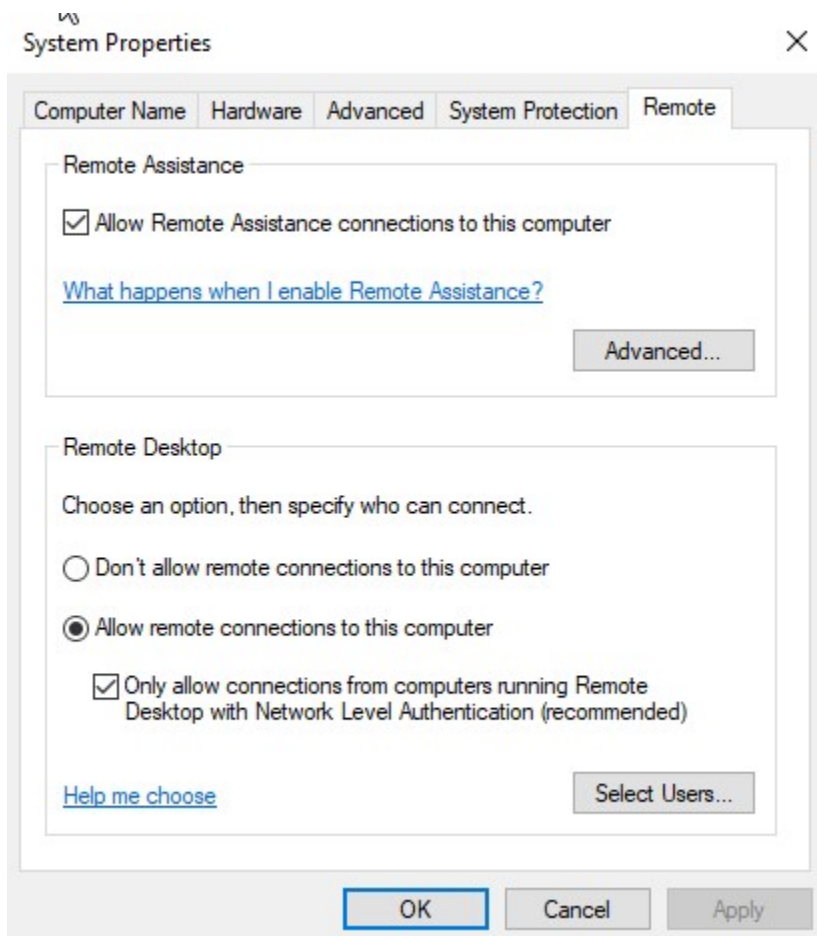 System Properties
Computer Name Hardware Advanced System Protection Remote
Remote Assistance
Allow Remote Assistance connections to this computer
What happens when I enable Remote Assistance?
Advanced...
Remote Desktop
Choose an option, then specify who can connect.
Don't allow remote connections to this computer
Allow remote connections to this computer
Only allow connections from computers running Remote
Desktop with Network Level Authentication (recommended)
Help me choose
Select Users...
OK Cancel Apply